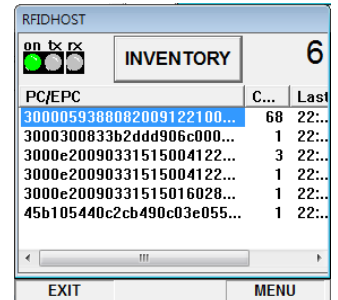 RFIDHOST
on tx rx
INVENTORY
6
PC/EPC C... Last
3000059388082009122100... 68 22:..
3000300833b2ddd906c000... 1 22:..
3000e20090331515004122... 3 22:..
3000e20090331515004122... 1 22:..
3000e20090331515016028... 1 22:..
45b105440c2cb490c03e055... 1 22:..
EXIT MENU